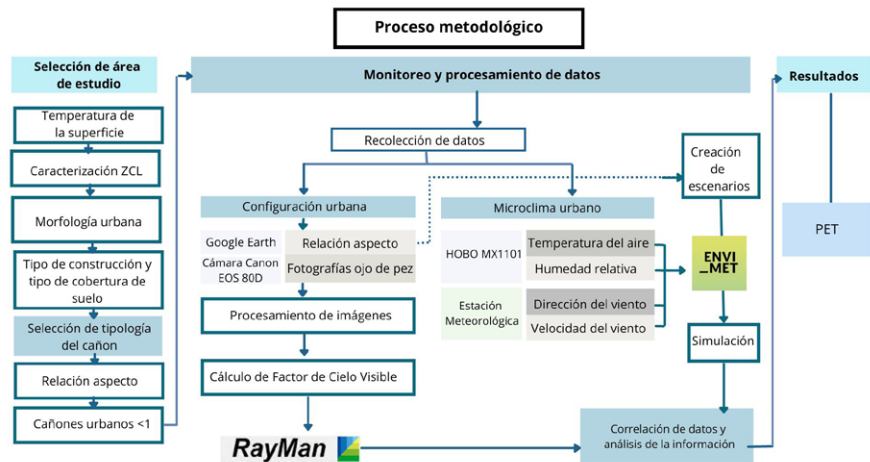 Proceso metodológico
Selección de área
de estudio
Temperatura de
la superficie
Caracterización ZCL
Morfología urbana
Tipo de construcción y
tipo de cobertura de
suelo
Selección de tipología
del cañon
Relación aspecto
Cañones urbanos <1
Monitoreo y procesamiento de datos
Recolección de datos
Configuración urbana
Google Earth
Cámara Canon
EOS 80D
Relación aspecto
Fotografías ojo de pez
Procesamiento de imágenes
Cálculo de Factor de Cielo Visible
RayMan
Microclima urbano
HOBO MX1101
Temperatura del aire
Humedad relativa
Estación
Meteorológica
Dirección del viento
Velocidad del viento
Creación
de
escenarios
ENVI
_MET
Simulación
Correlación de datos y
análisis de la información
Resultados
PET